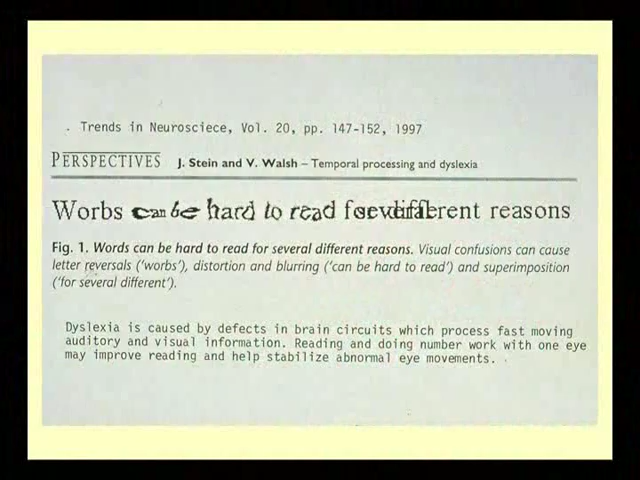 . Trends in Neurosciece, Vol. 20, pp. 147-152, 1997
PERSPECTIVES J. Stein and V. Walsh – Temporal processing and dyslexia
Worbs can be hard to read for several different reasons
Fig. 1. Words can be hard to read for several different reasons. Visual confusions can cause
letter reversals (‘worbs’), distortion and blurring (‘can be hard to read’) and superimposition
(‘for several different’).
Dyslexia is caused by defects in brain circuits which process fast moving
auditory and visual information. Reading and doing number work with one eye
may improve reading and help stabilize abnormal eye movements.